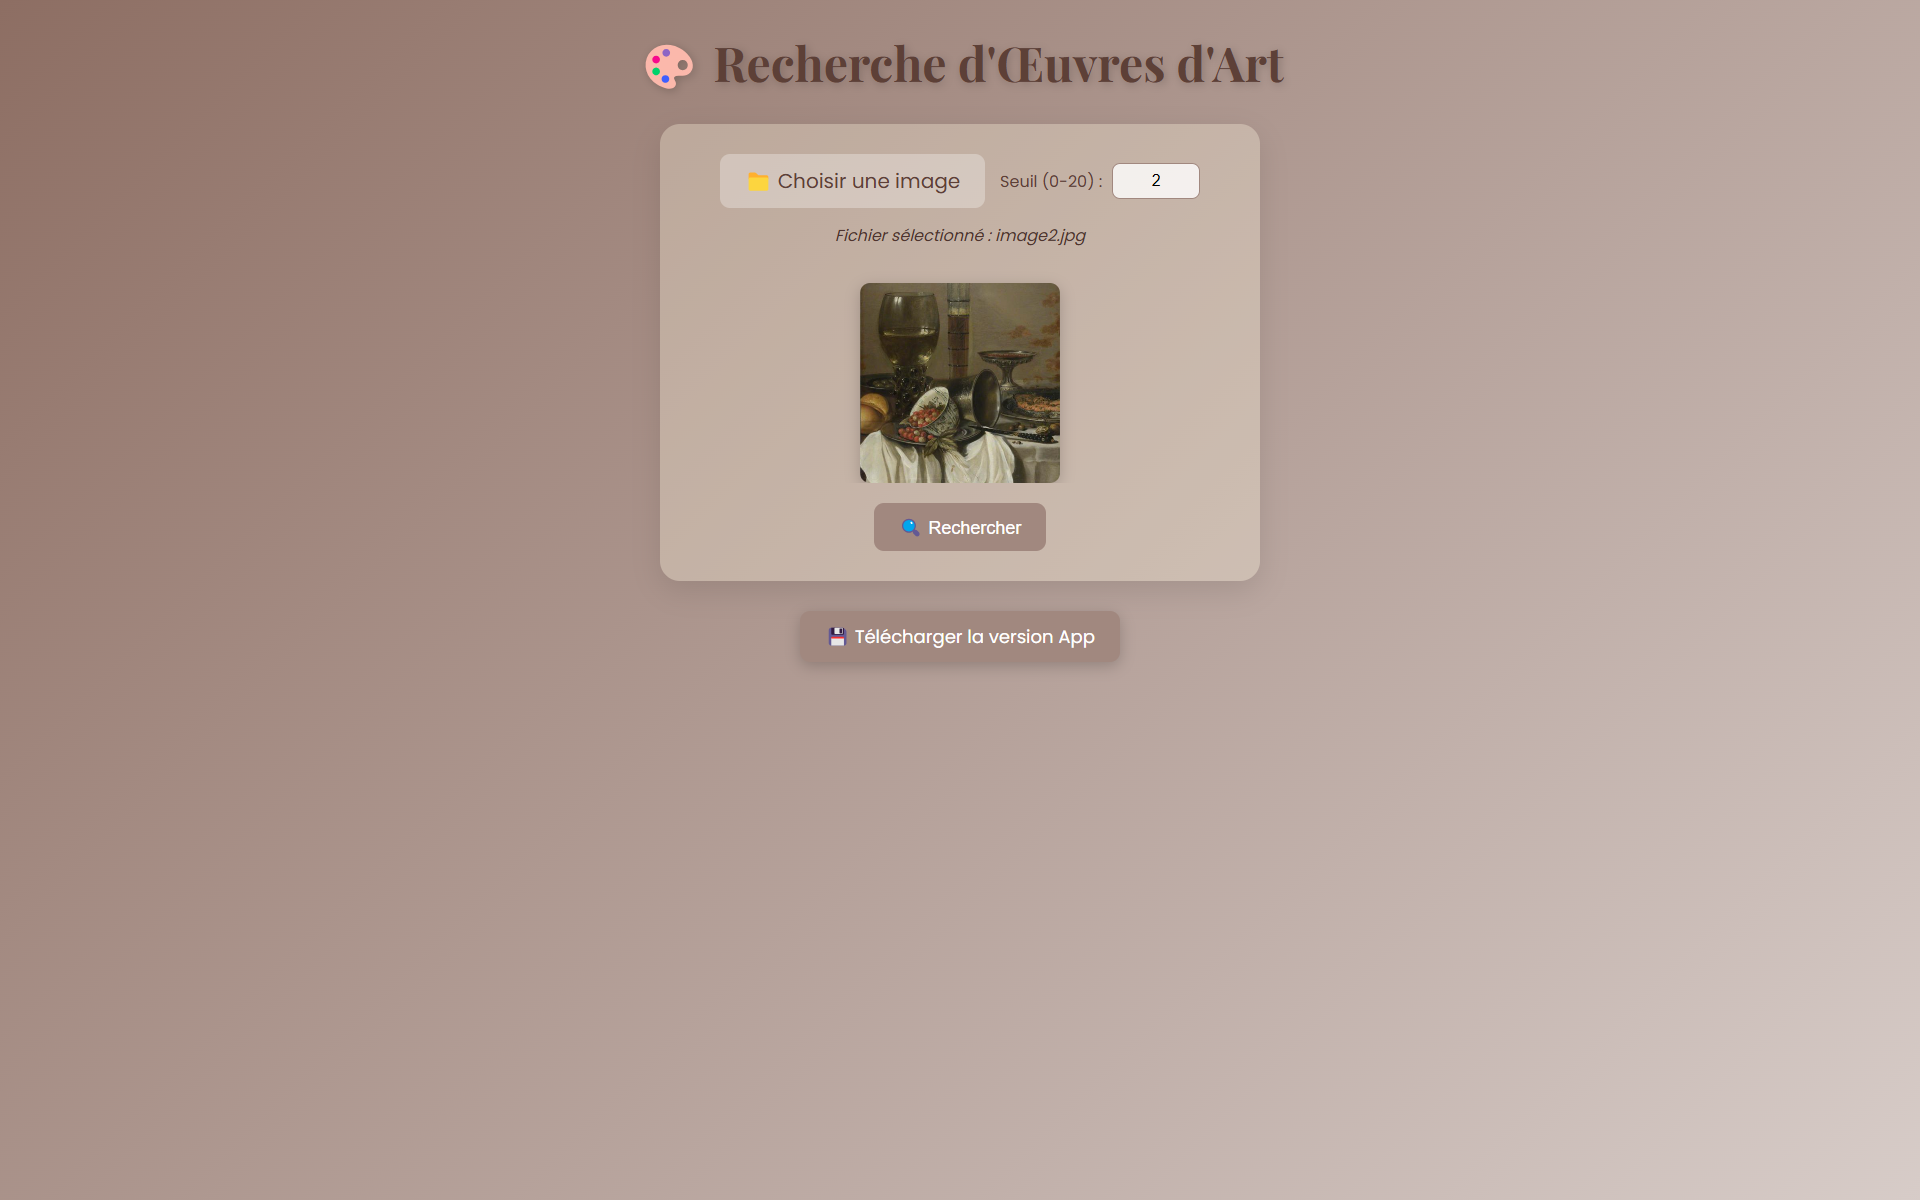 Recherche d'Œuvres d'Art
Choisir une image
Seuil (0-20) :
2
Fichier sélectionné : image2.jpg
Rechercher
Télécharger la version App